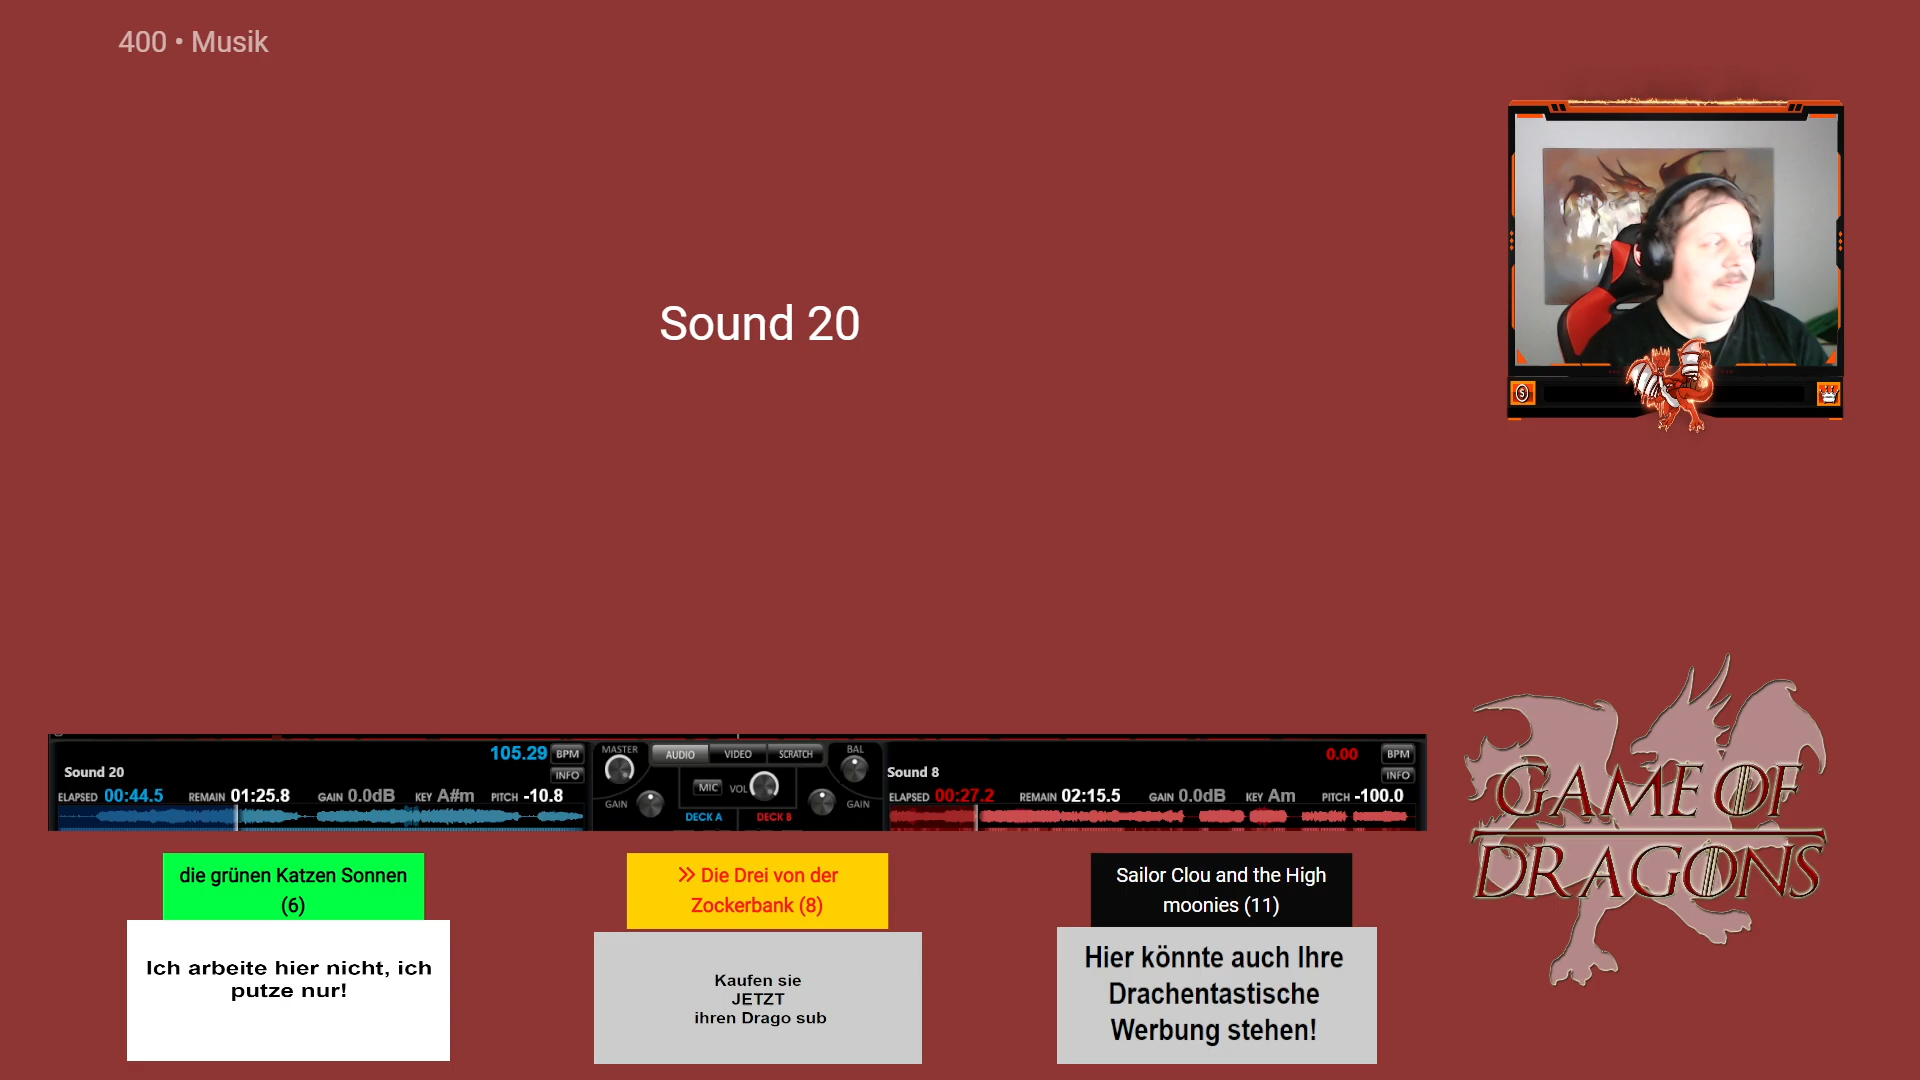 400 • Musik
Sound 20
105.29 BPM
Sound 20
INFO
ELAPSED 00:44.5 REMAIN 01:25.8 GAIN 0.0dB KEY A#m PITCH -10.8
MASTER AUDIO VIDEO SCRATCH BAL
MIC VOL
GAIN GAIN
DECK A DECK B
0.00 BPM
Sound 8
INFO
ELAPSED 00:27.2 REMAIN 02:15.5 GAIN 0.0dB KEY Am PITCH -100.0
die grünen Katzen Sonnen
(6)
Ich arbeite hier nicht, ich
putze nur!
Die Drei von der
Zockerbank (8)
Kaufen sie
JETZT
ihren Drago sub
Sailor Clou and the High
moonies (11)
Hier könnte auch Ihre
Drachentastische
Werbung stehen!
GAME OF
DRAGONS